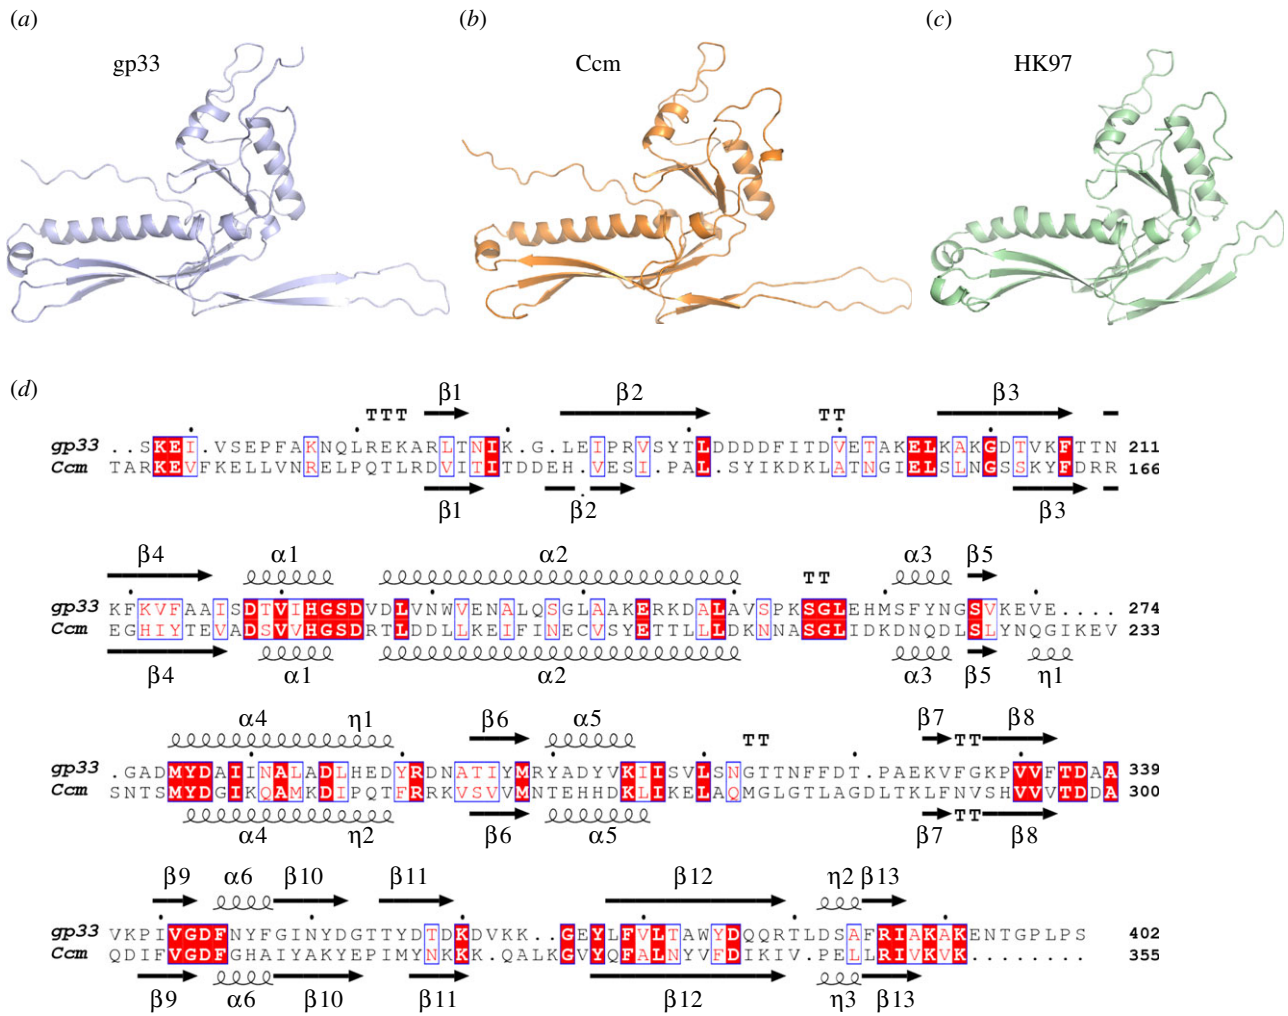 (a)
(b)
(c)
gp33
Ccm
HK97
(d)
β1 β2 β3
TTT TT
gp33 ..SKEI.VSEPFAKNQLREKARLTNIK.G.LEIPRVSYTLDDDDFITDVETAKELKAKGDTVKFTTN 211
Ccm TARKEVFKELLVNRELPQTLRDVITITDDEH.VESI.PAL.SYIKDKLATNGIELSLNGSSKYFDRR 166
β1 β2 β3
β4 α1 α2 α3 β5
TT
gp33 KFKVFAAISDTVIHGSDVDLVNWVENALQSGLAAKERKDALAVSPKSGLEHMSFYNGSVKEVE.... 274
Ccm EGHIYTEVADSVVHGSDRTLDDLLKEIFINECVSYETTLLLDKNNASGLIDKDNQDLSLYNQGIKEV 233
β4 α1 α2 α3 β5 η1
α4 η1 β6 α5 β7 β8
TT TT
gp33 .GADMYDAIINALADLHEDYRDNATIYMRYADYVKIISVLSNGTTNFFDT.PAEKVFGKPVVFTDAA 339
Ccm SNTSMYDGIKQAMKDIPQTFRRKVSVVMNTEHHDKLIKELAQMGLGTLAGDLTKLFNVSHVVVTDDA 300
TT
α4 η2 β6 α5 β7 β8
β9 α6 β10 β11 β12 η2 β13
gp33 VKPIVGDFNYFGINYDGTTYDTDKDVKK..GEYLFVLTAWYDQQRTLDSAFRIAKAKENTGPLPS 402
Ccm QDIFVGDFGHAIYAKYEPIMYNKKK.QALKGVYQFALNYVFDIKIV.PELLRIVKVK........ 355
β9 α6 β10 β11 β12 η3 β13